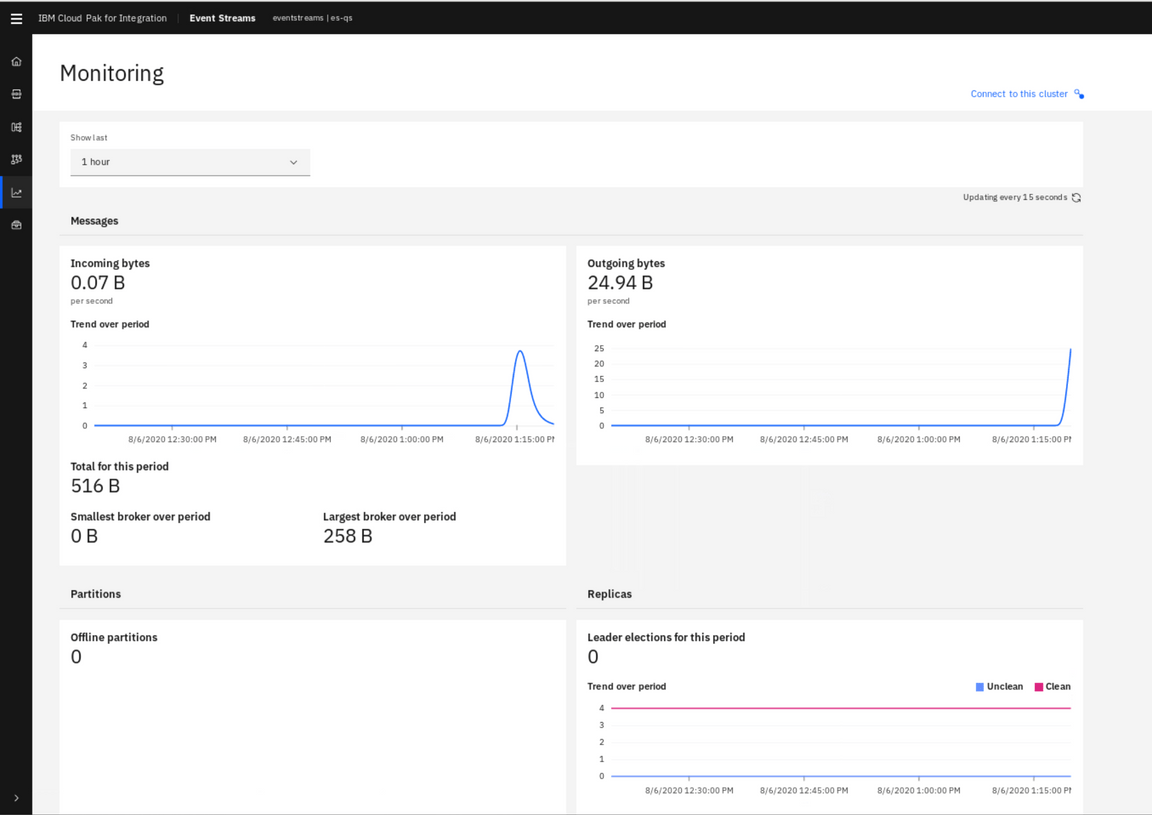 IBM Cloud Pak for Integration Event Streams eventstreams | es-qs
Monitoring
Connect to this cluster
Show last
1 hour
Updating every 15 seconds
Messages
Incoming bytes
0.07 B
per second
Trend over period
4
3
2
1
0
8/6/2020 12:30:00 PM 8/6/2020 12:45:00 PM 8/6/2020 1:00:00 PM 8/6/2020 1:15:00 PM
Total for this period
516 B
Smallest broker over period Largest broker over period
0 B 258 B
Outgoing bytes
24.94 B
per second
Trend over period
25
20
15
10
5
0
8/6/2020 12:30:00 PM 8/6/2020 12:45:00 PM 8/6/2020 1:00:00 PM 8/6/2020 1:15:00 PM
Partitions
Offline partitions
0
Replicas
Leader elections for this period
0
Trend over period Unclean Clean
4
3
2
1
0
8/6/2020 12:30:00 PM 8/6/2020 12:45:00 PM 8/6/2020 1:00:00 PM 8/6/2020 1:15:00 PM